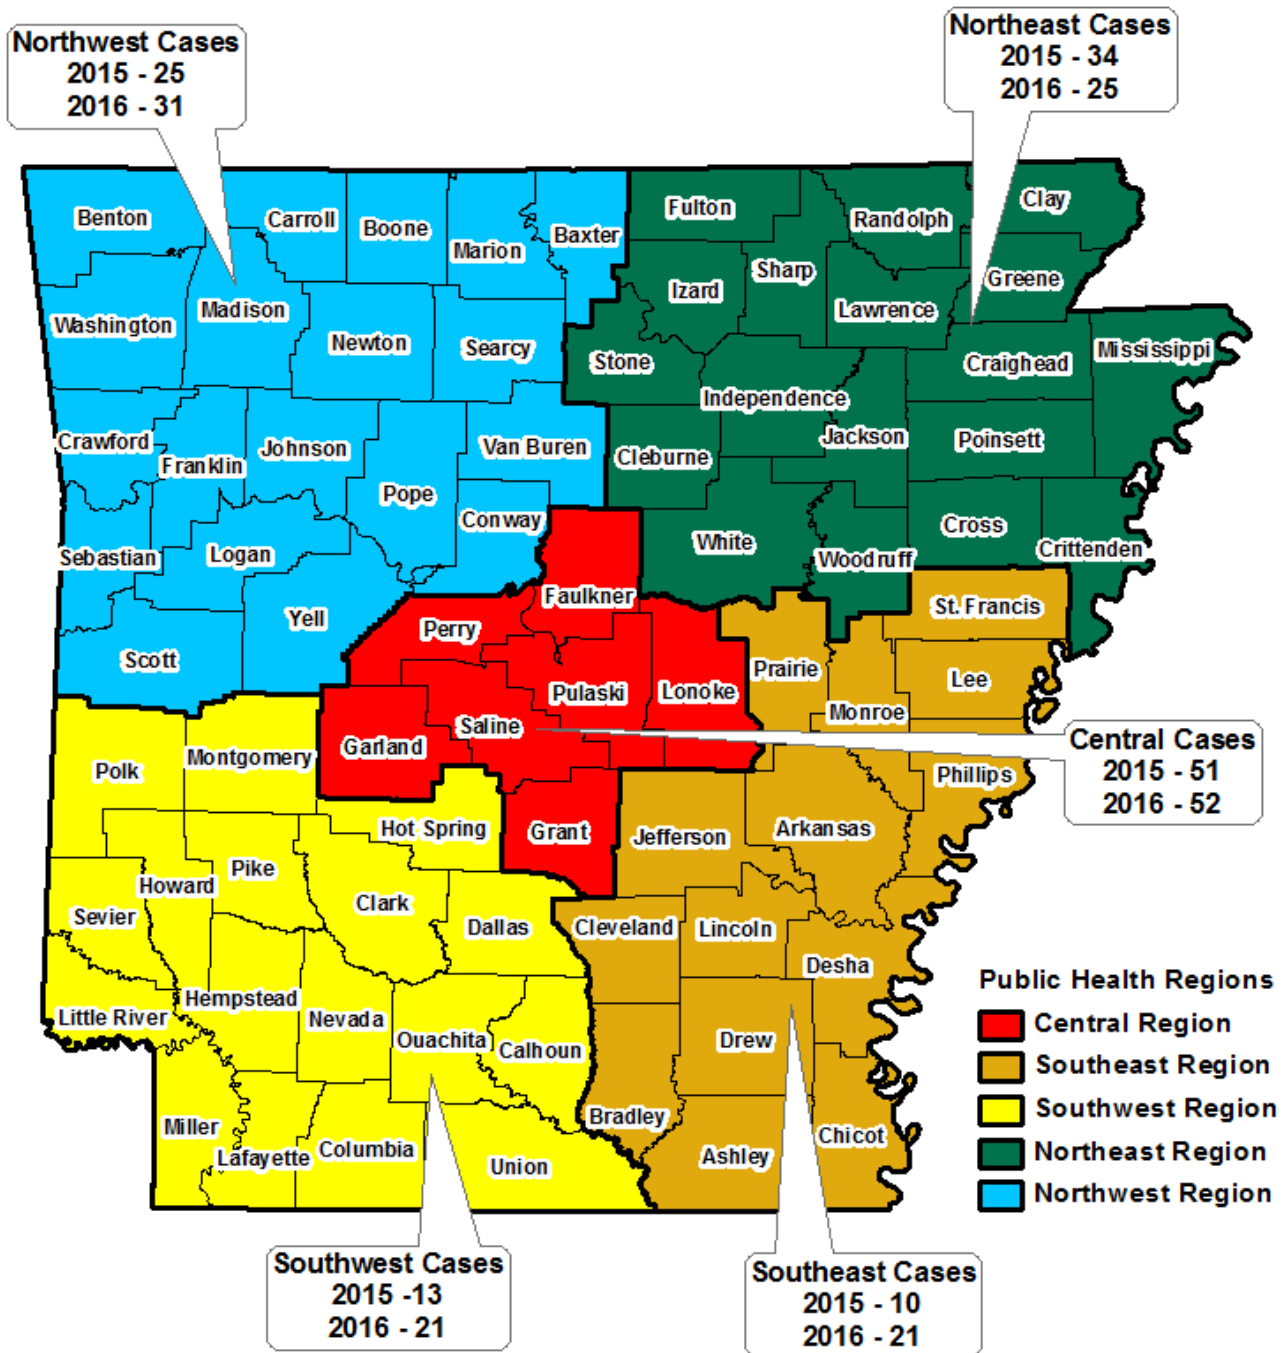 Northwest Cases
2015 - 25
2016 - 31
Northeast Cases
2015 - 34
2016 - 25
Benton
Carroll
Boone
Marion
Baxter
Fulton
Randolph
Clay
Washington
Madison
Newton
Searcy
Izard
Sharp
Lawrence
Greene
Stone
Independence
Craighead
Mississippi
Crawford
Franklin
Johnson
Pope
Van Buren
Cleburne
Jackson
Poinsett
Sebastian
Logan
Conway
White
Woodruff
Cross
Crittenden
Scott
Yell
Perry
Faulkner
St. Francis
Pulaski
Lonoke
Prairie
Monroe
Lee
Garland
Saline
Polk
Montgomery
Phillips
Central Cases
2015 - 51
2016 - 52
Hot Spring
Grant
Jefferson
Arkansas
Howard
Pike
Clark
Sevier
Dallas
Cleveland
Lincoln
Desha
Little River
Hempstead
Nevada
Ouachita
Calhoun
Drew
Miller
Lafayette
Columbia
Union
Bradley
Ashley
Chicot
Public Health Regions
Central Region
Southeast Region
Southwest Region
Northeast Region
Northwest Region
Southwest Cases
2015 -13
2016 - 21
Southeast Cases
2015 - 10
2016 - 21